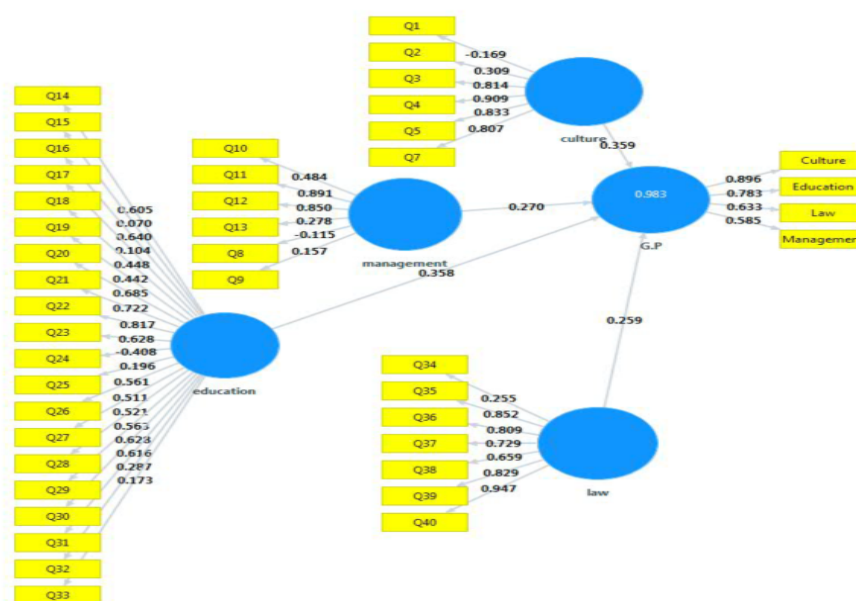 Q1
Q2
Q3
Q4
Q5
Q7
-0.169
0.309
0.814
0.909
0.833
0.807
culture
0.359
Q14
Q15
Q16
Q17
Q18
Q19
Q20
Q21
Q22
Q23
Q24
Q25
Q26
Q27
Q28
Q29
Q30
Q31
Q32
Q33
0.605
0.070
0.640
0.104
0.448
0.442
0.685
0.722
0.817
0.628
-0.408
0.196
0.561
0.511
0.521
0.563
0.623
0.616
0.287
0.173
education
0.358
Q10
Q11
Q12
Q13
Q8
Q9
0.484
0.891
0.850
0.278
-0.115
0.157
management
0.270
0.983
G.P
0.896
0.783
0.633
0.585
Culture
Education
Law
Management
0.259
Q34
Q35
Q36
Q37
Q38
Q39
Q40
0.255
0.852
0.809
0.729
0.659
0.829
0.947
law